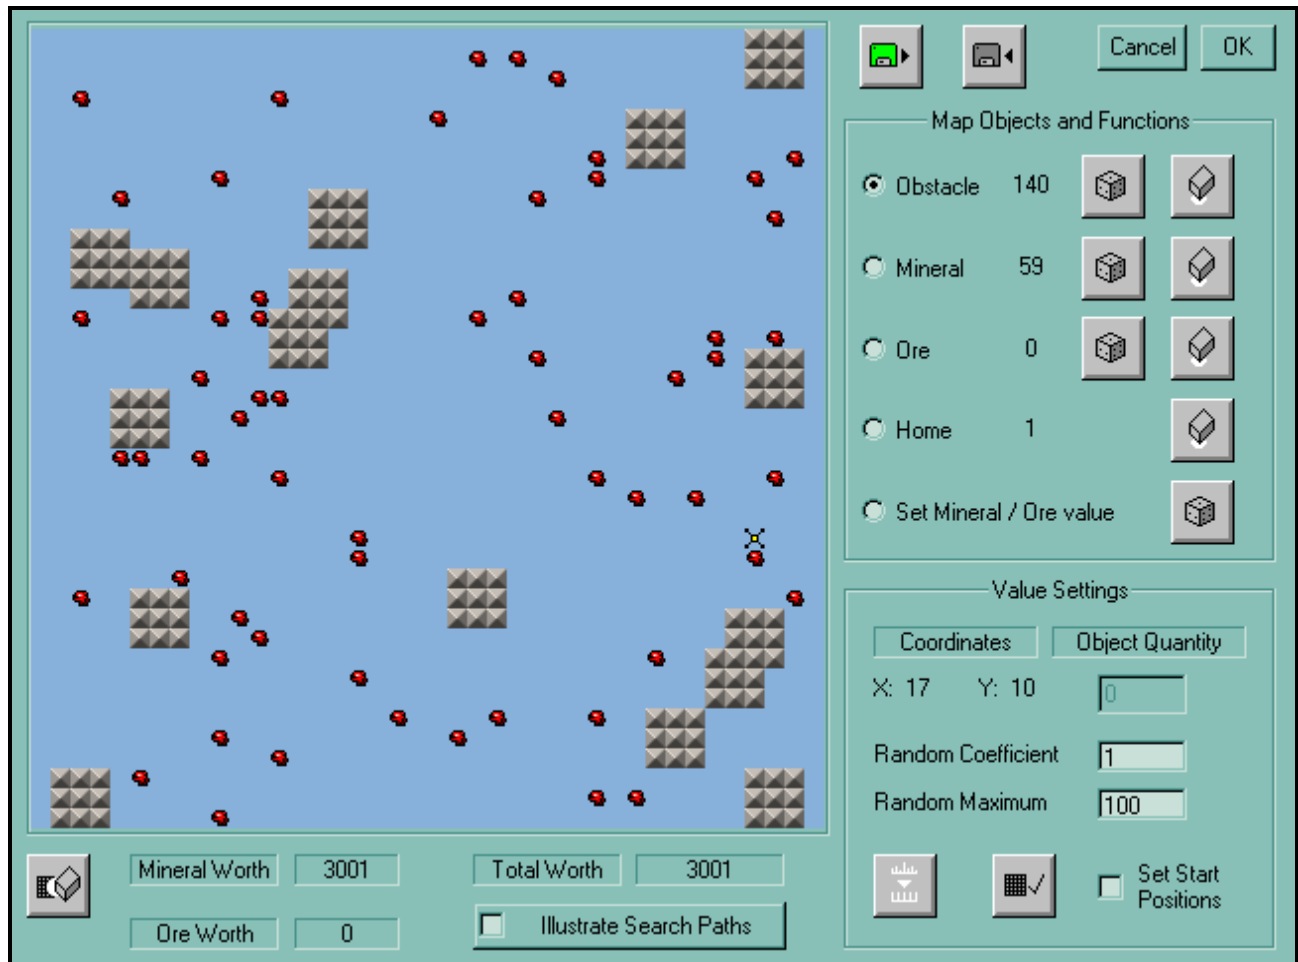 Cancel OK
Map Objects and Functions
Obstacle 140
Mineral 59
Ore 0
Home 1
Set Mineral / Ore value
Value Settings
Coordinates Object Quantity
X: 17 Y: 10 0
Random Coefficient 1
Random Maximum 100
Set Start
Positions
Mineral Worth 3001 Total Worth 3001
Ore Worth 0 Illustrate Search Paths